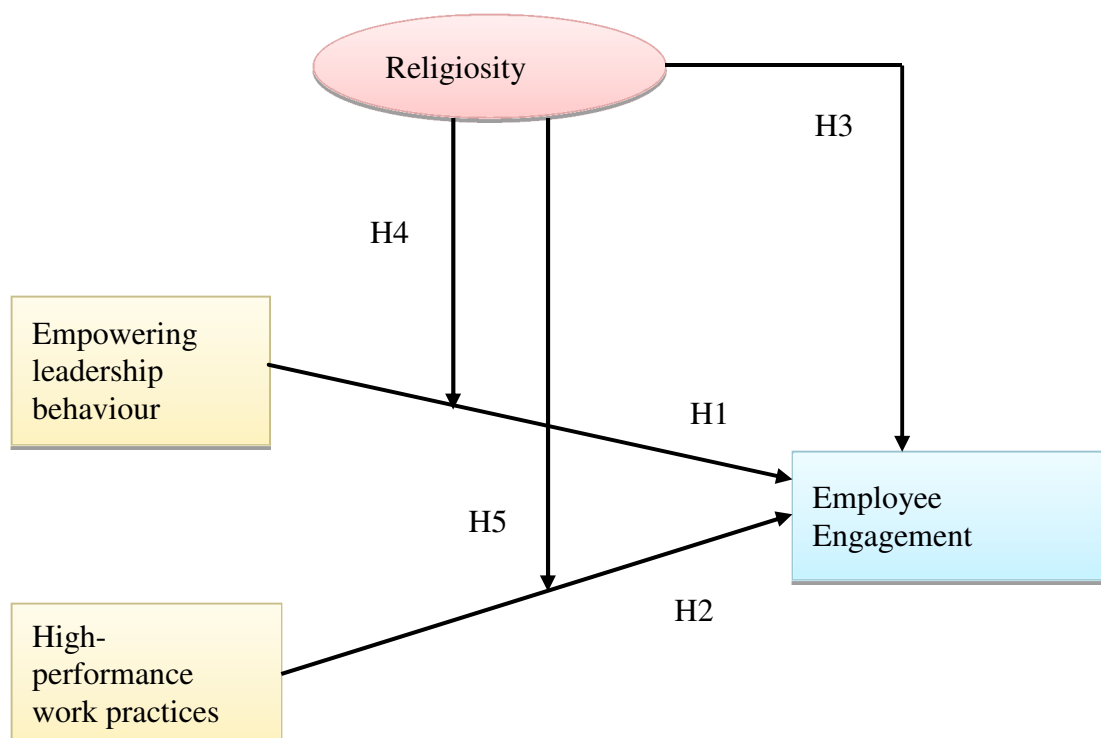 Religiosity
H3
H4
Empowering
leadership
behaviour
H1
Employee
Engagement
H5
H2
High-
performance
work practices